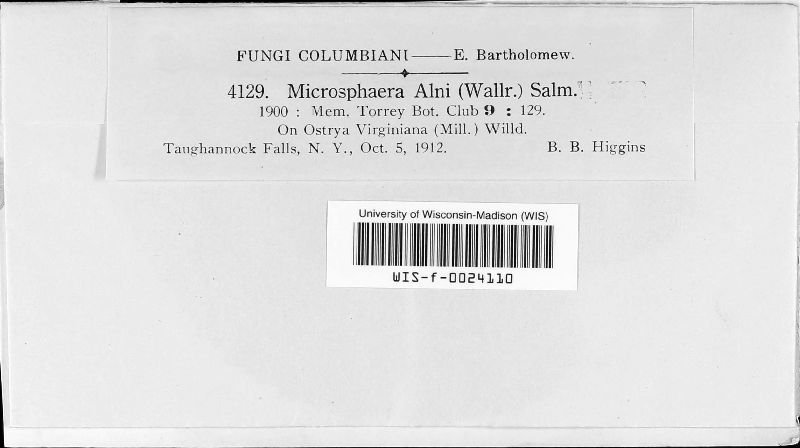 FUNGI COLUMBIANI—E. Bartholomew.
4129. Microsphaera Alni (Wallr.) Salm.
1900 : Mem. Torrey Bot. Club 9 : 129.
On Ostrya Virginiana (Mill.) Willd.
Taughannock Falls, N. Y., Oct. 5, 1912. B. B. Higgins
University of Wisconsin-Madison (WIS)
WIS-f-0024110